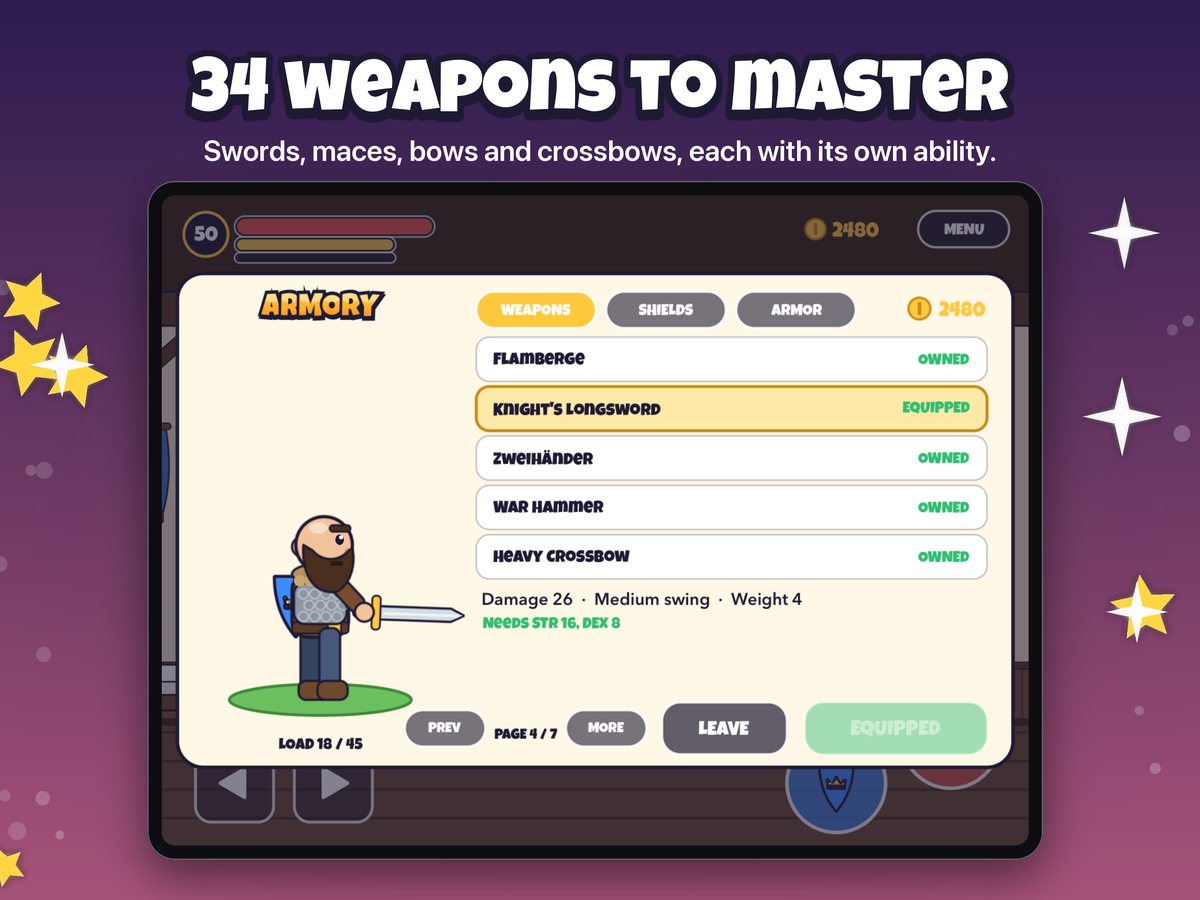 34 WEAPONS TO MASTER
Swords, maces, bows and crossbows, each with its own ability.
50
2480
MENU
ARMORY
WEAPONS
SHIELDS
ARMOR
2480
FLAMBERGE
OWNED
KNIGHT'S LONGSWORD
EQUIPPED
ZWEIHÄNDER
OWNED
WAR HAMMER
OWNED
HEAVY CROSSBOW
OWNED
Damage 26 · Medium swing · Weight 4
NEEDS STR 16, DEX 8
LOAD 18 / 45
PREV
PAGE 4 / 7
MORE
LEAVE
EQUIPPED